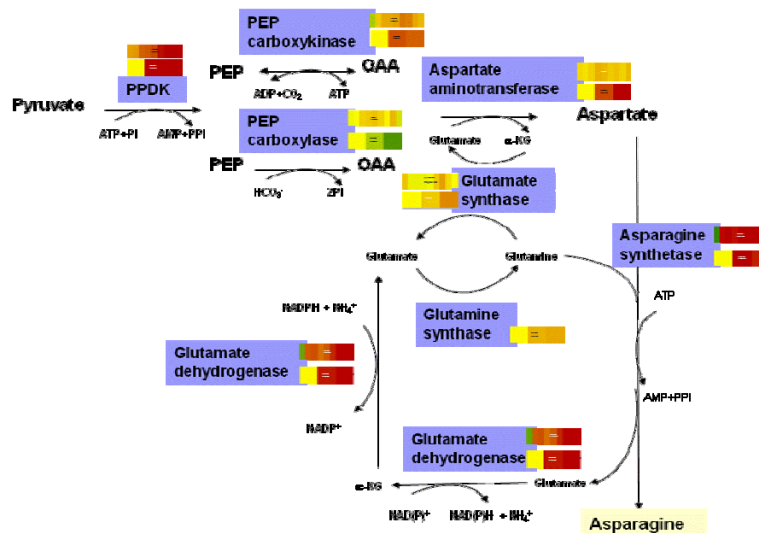 PEP
carboxykinase
=
=
PPDK
PEP
OAA
ADP+CO₂
ATP
Aspartate
aminotransferase
=
=
Pyruvate
ATP+PI
AMP+PPI
PEP
carboxylase
=
=
Glutamate
α-KG
Aspartate
PEP
OAA
HCO₃⁻
2PI
Glutamate
synthase
=
=
Asparagine
synthetase
=
=
Glutamate
Glutamine
ATP
NADPH + NH₄⁺
Glutamine
synthase
=
Glutamate
dehydrogenase
=
=
AMP+PPI
NADP⁺
Glutamate
dehydrogenase
=
=
α-KG
Glutamate
NAD(P)⁺
NAD(P)H + NH₄⁺
Asparagine